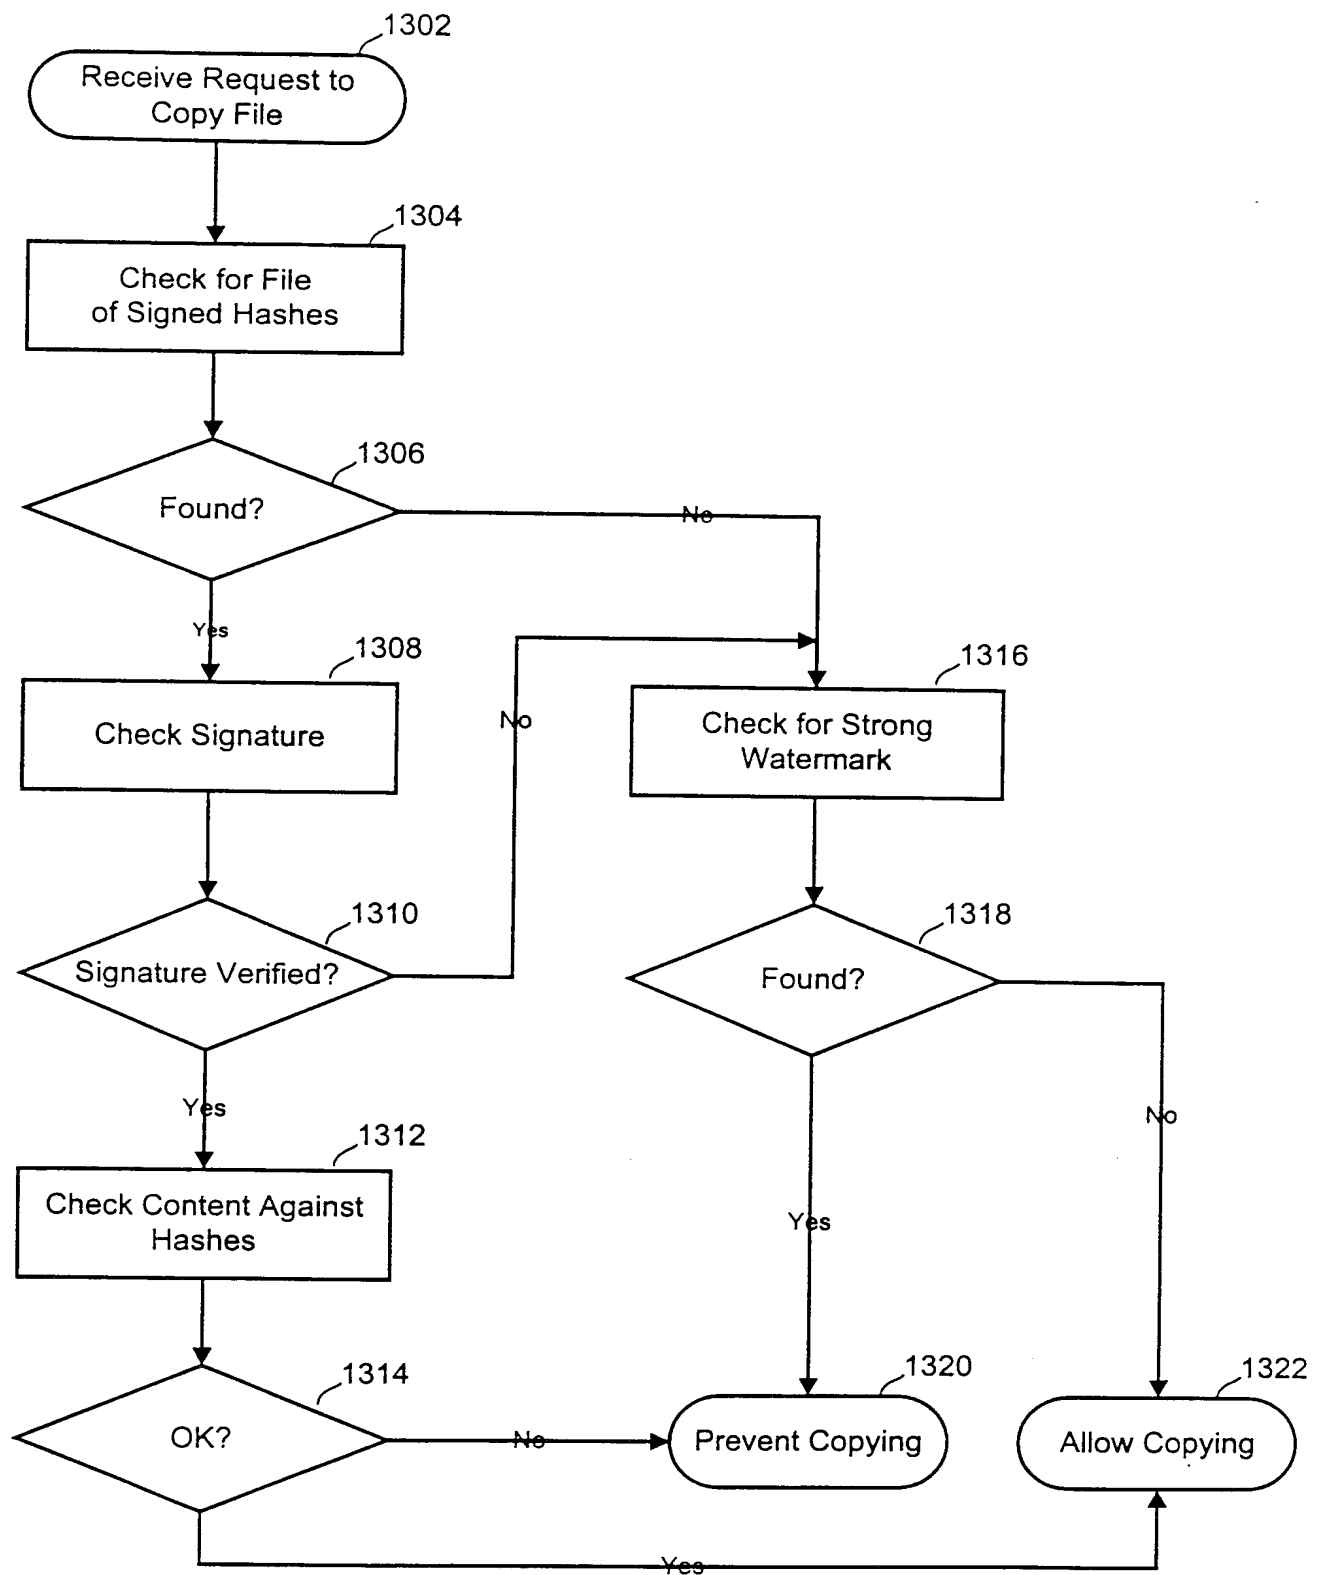 1302
Receive Request to
Copy File
1304
Check for File
of Signed Hashes
1306
Found?
No
Yes
1308
Check Signature
No
1316
Check for Strong
Watermark
1310
Signature Verified?
1318
Found?
Yes
No
1312
Check Content Against
Hashes
Yes
1314
OK?
No
1320
Prevent Copying
1322
Allow Copying
Yes